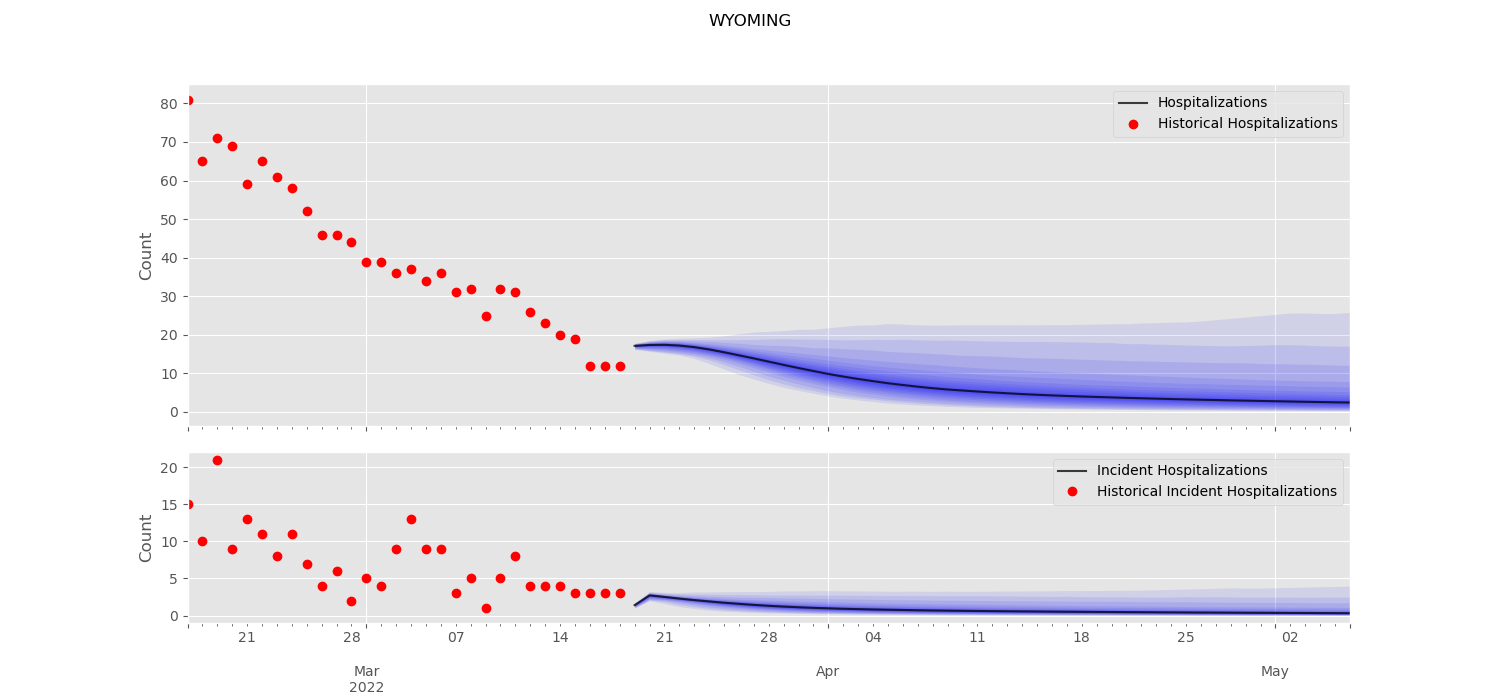 WYOMING
80
70
60
50
40
30
20
10
0
Count
Hospitalizations
Historical Hospitalizations
20
15
10
5
0
Count
Incident Hospitalizations
Historical Incident Hospitalizations
21 28 07 14 21 28 04 11 18 25 02
Mar Apr May
2022